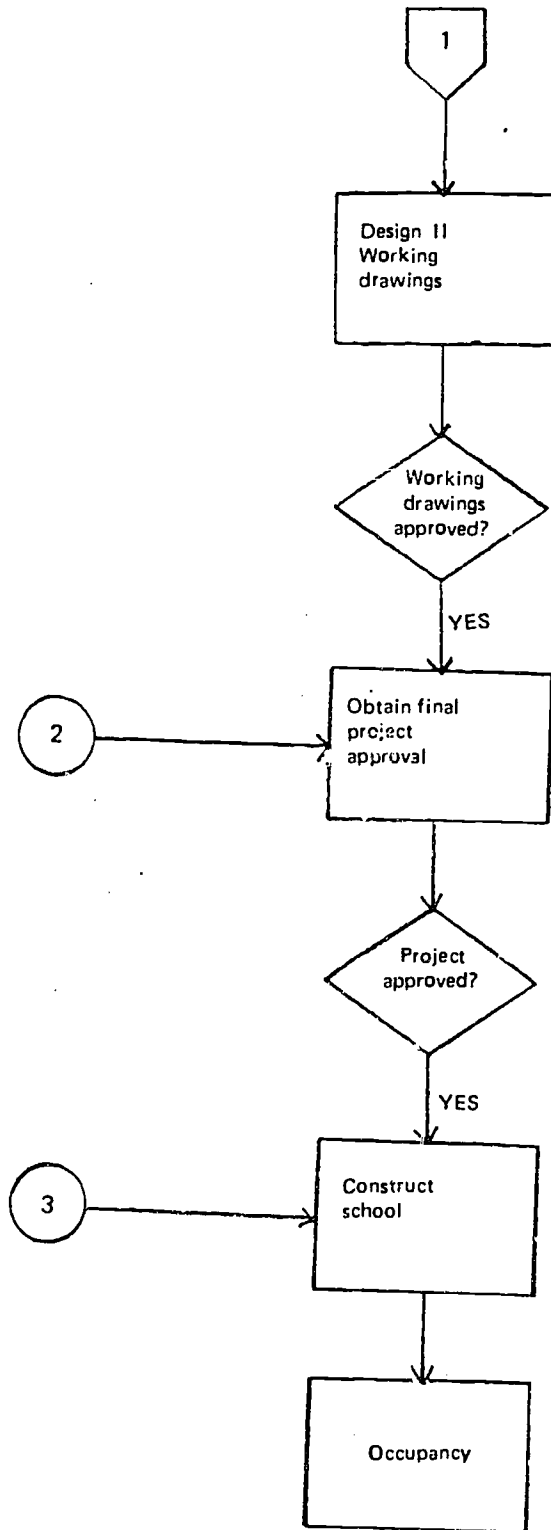 1
Design II
Working
drawings
Working
drawings
approved?
YES
2
Obtain final
project
approval
Project
approved?
YES
3
Construct
school
Occupancy